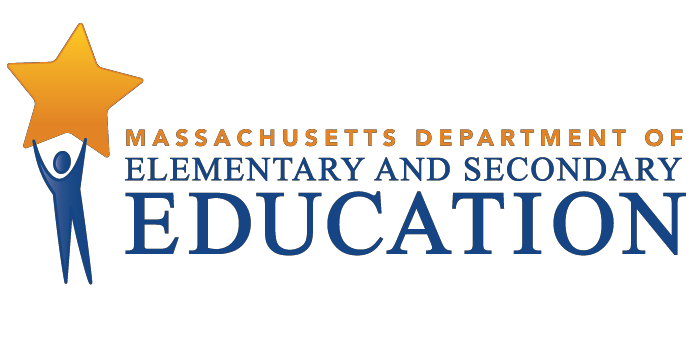 MASSACHUSETTS DEPARTMENT OF
ELEMENTARY AND SECONDARY
EDUCATION